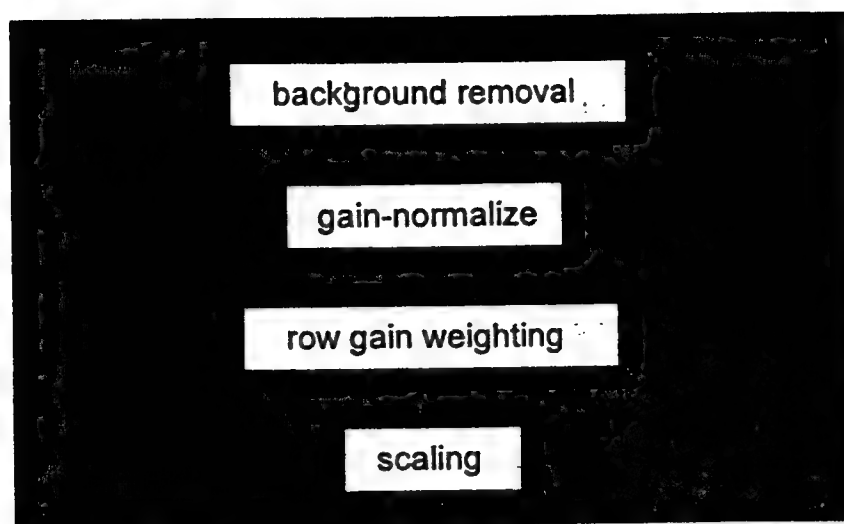 background removal
gain-normalize
row gain weighting
scaling